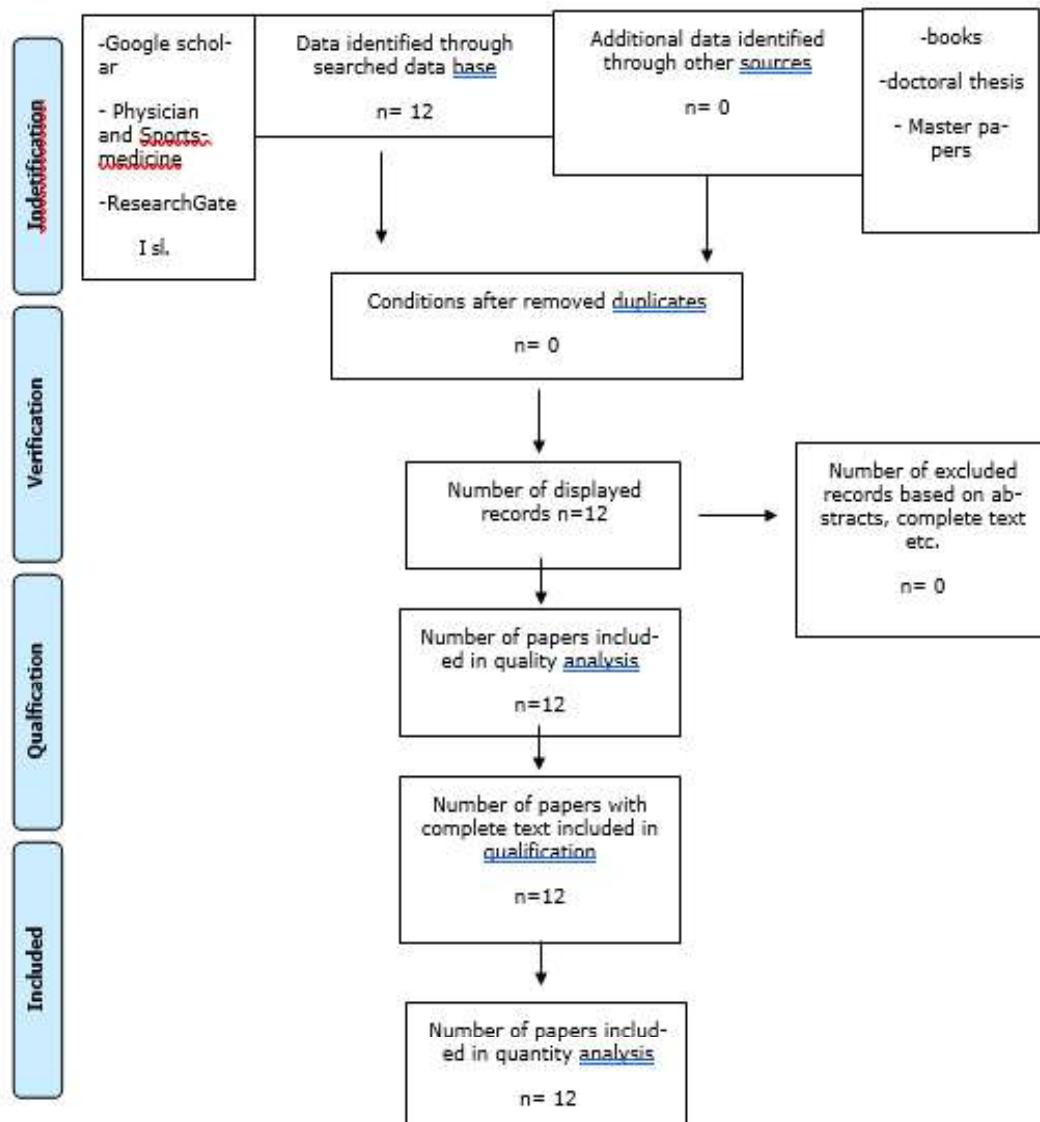 Indetification
-Google schol-
ar
- Physician
and Sports-
medicine
-ResearchGate
I sl.
Data identified through
searched data base
n= 12
Additional data identified
through other sources
n= 0
-books
-doctoral thesis
- Master pa-
pers
Conditions after removed duplicates
n= 0
Verification
Number of displayed
records n=12
Number of excluded
records based on ab-
stracts, complete text
etc.
n= 0
Qualfication
Number of papers includ-
ed in quality analysis
n=12
Number of papers with
complete text included in
qualification
n=12
Included
Number of papers includ-
ed in quantity analysis
n= 12